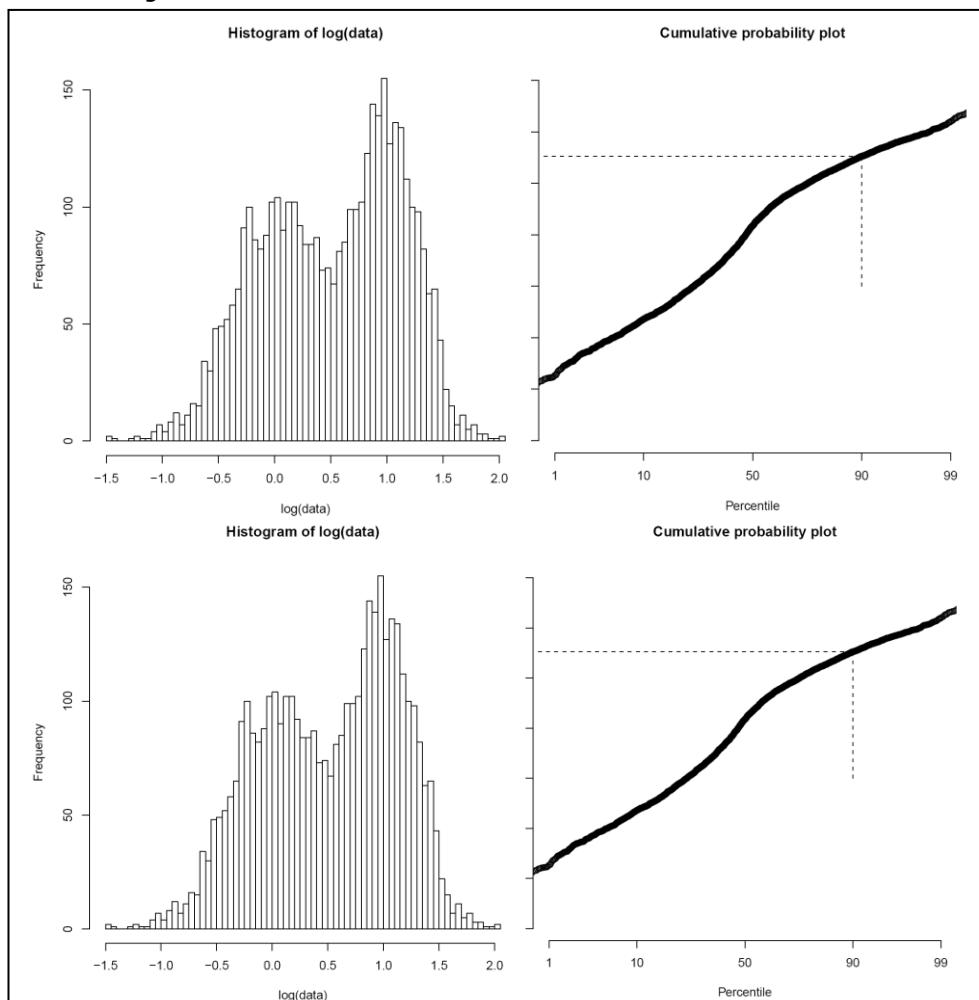 Histogram of log(data)
Cumulative probability plot
150
100
50
0
Frequency
−1.5 −1.0 −0.5 0.0 0.5 1.0 1.5 2.0
log(data)
1 10 50 90 99
Percentile
Histogram of log(data)
Cumulative probability plot
150
100
50
0
Frequency
−1.5 −1.0 −0.5 0.0 0.5 1.0 1.5 2.0
log(data)
1 10 50 90 99
Percentile